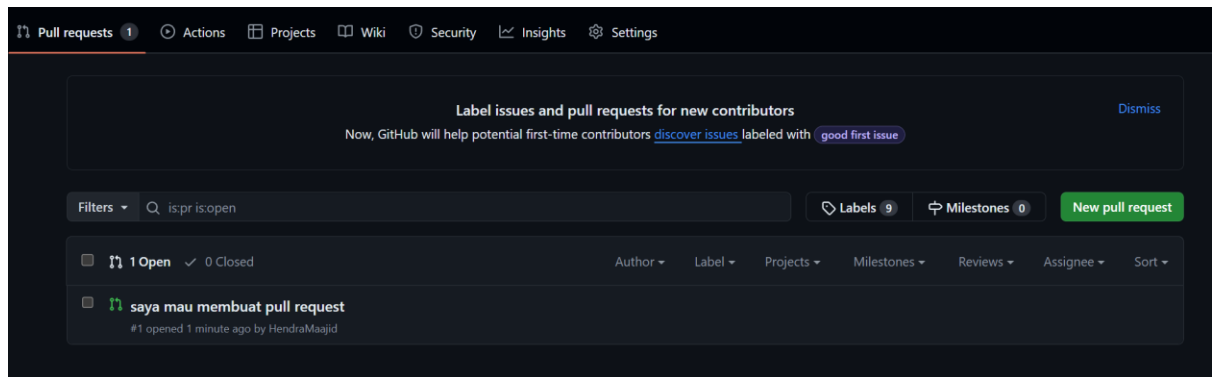 Pull requests 1 Actions Projects Wiki Security Insights Settings
Label issues and pull requests for new contributors
Dismiss
Now, GitHub will help potential first-time contributors discover issues labeled with good first issue
Filters is:pr is:open Labels 9 Milestones 0 New pull request
1 Open 0 Closed Author Label Projects Milestones Reviews Assignee Sort
saya mau membuat pull request
#1 opened 1 minute ago by HendraMaajid